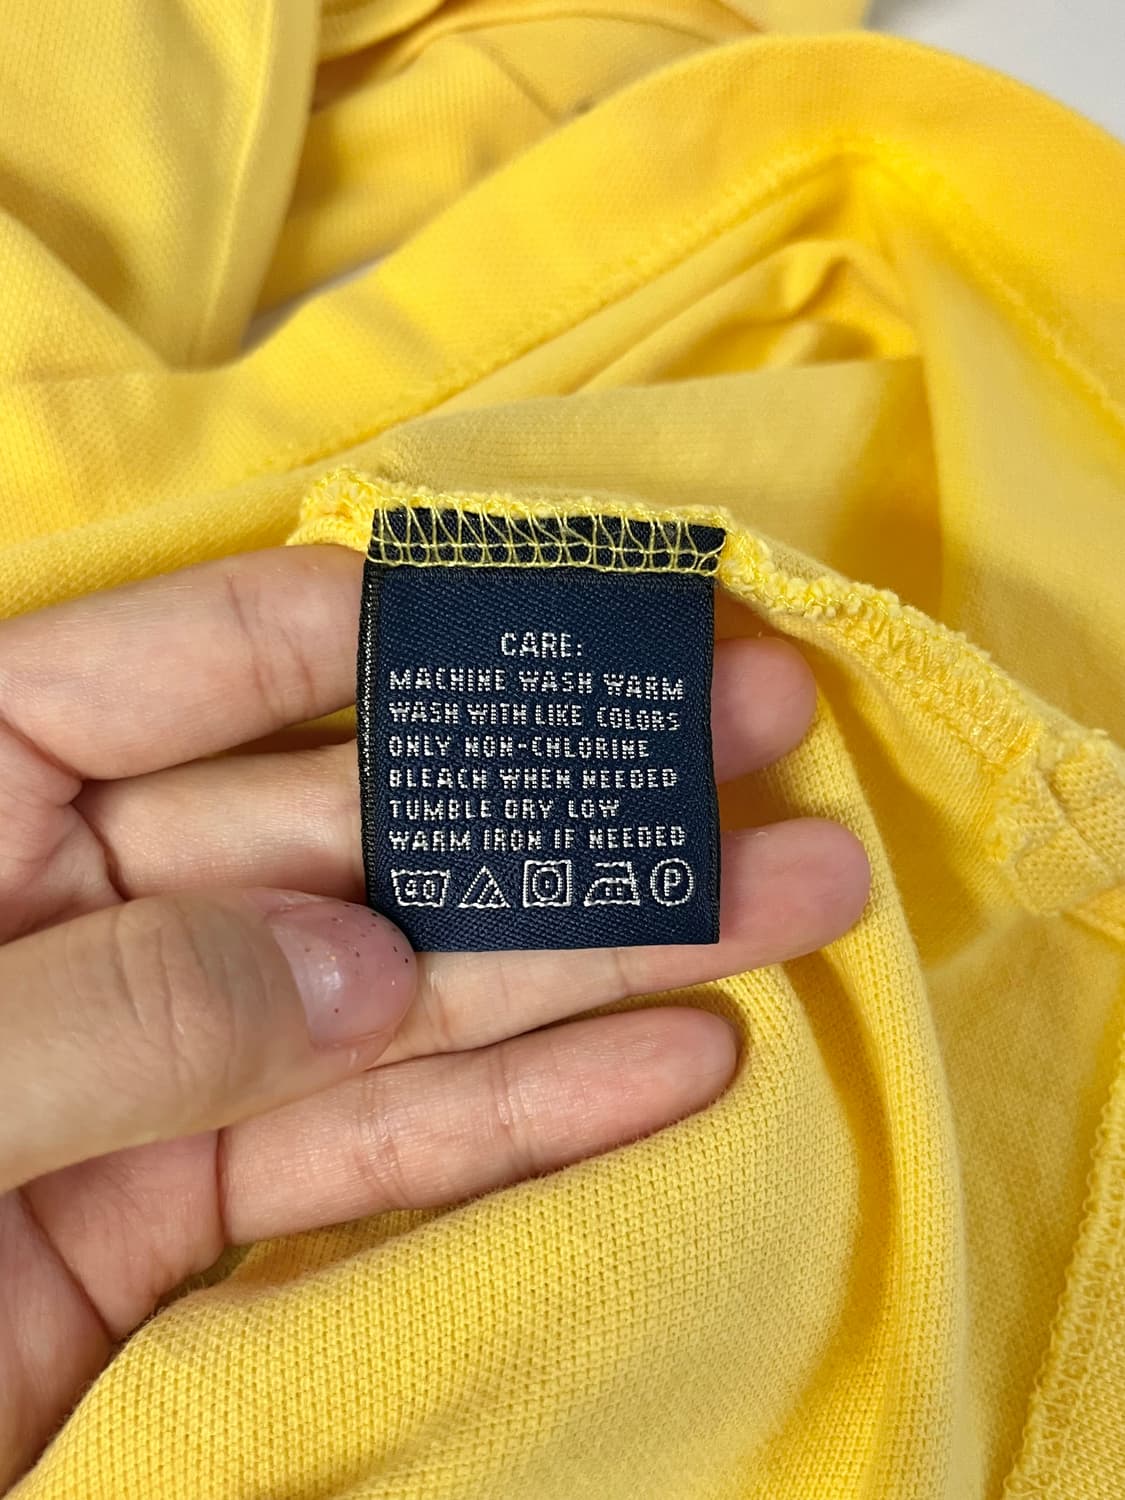 CARE:
MACHINE WASH WARM
WASH WITH LIKE COLORS
ONLY NON-CHLORINE
BLEACH WHEN NEEDED
TUMBLE DRY LOW
WARM IRON IF NEEDED
40 P